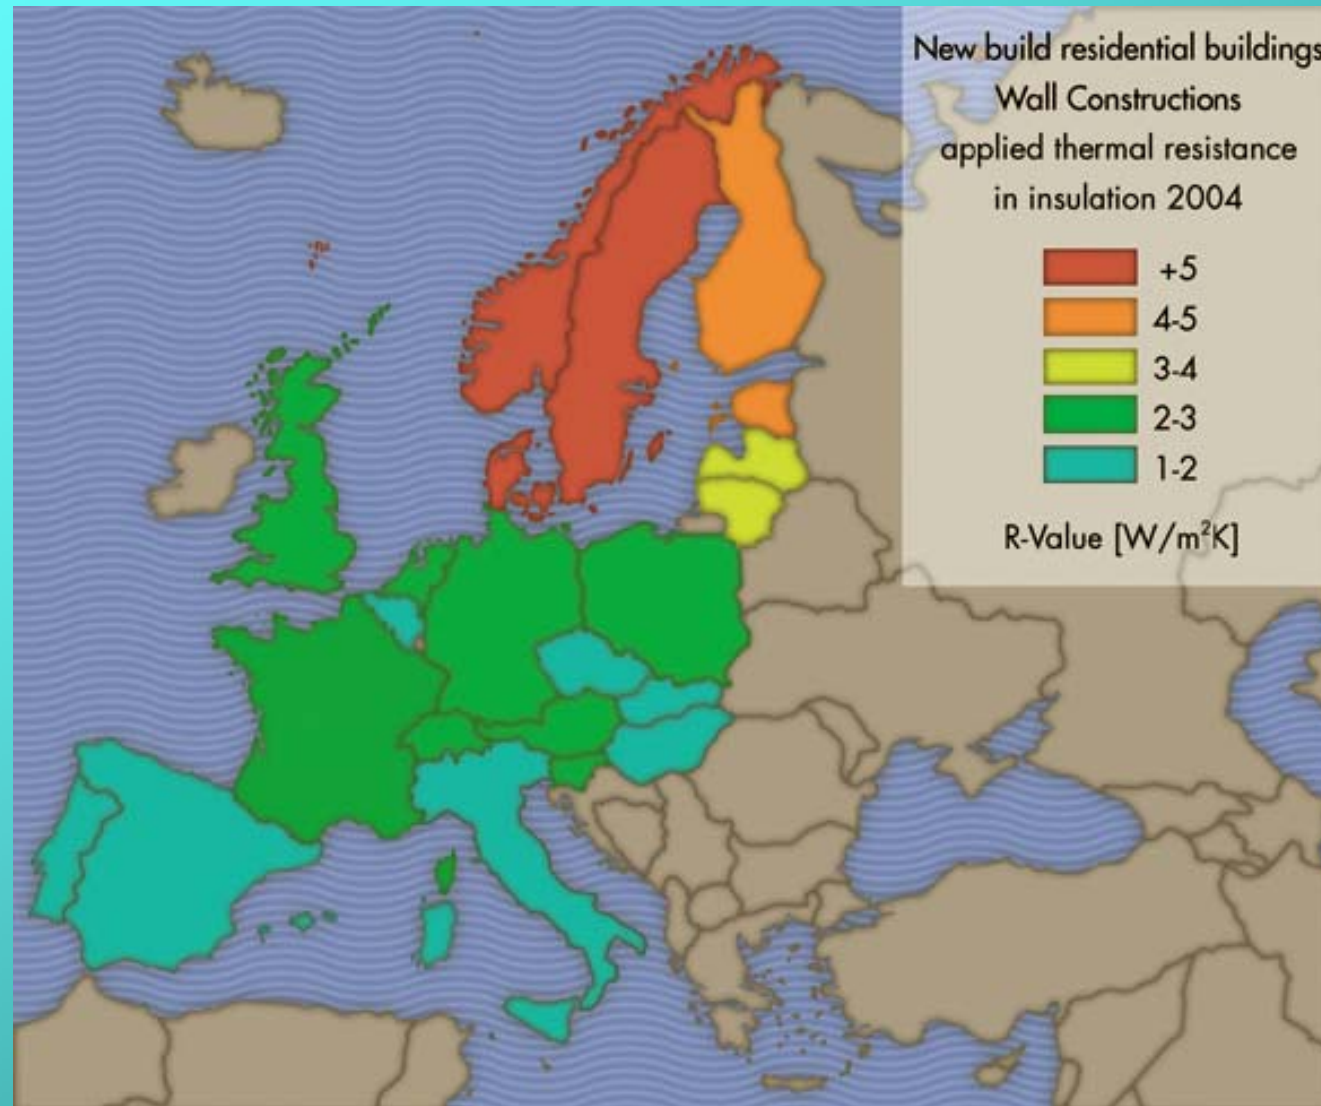 New build residential buildings
Wall Constructions
applied thermal resistance
in insulation 2004
+5
4-5
3-4
2-3
1-2
R-Value [W/m²K]